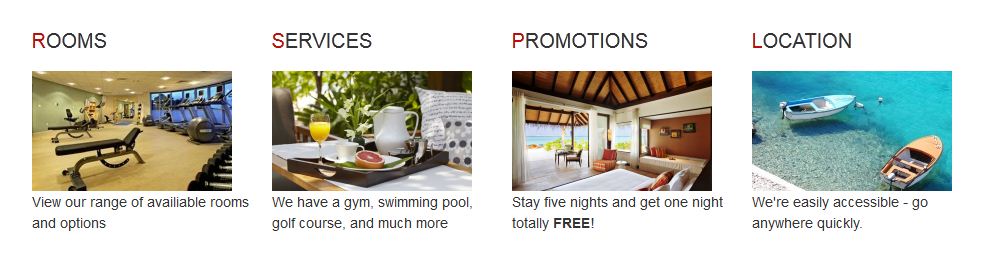 ROOMS
SERVICES
PROMOTIONS
LOCATION
View our range of availiable rooms
and options
We have a gym, swimming pool,
golf course, and much more
Stay five nights and get one night
totally FREE!
We're easily accessible - go
anywhere quickly.